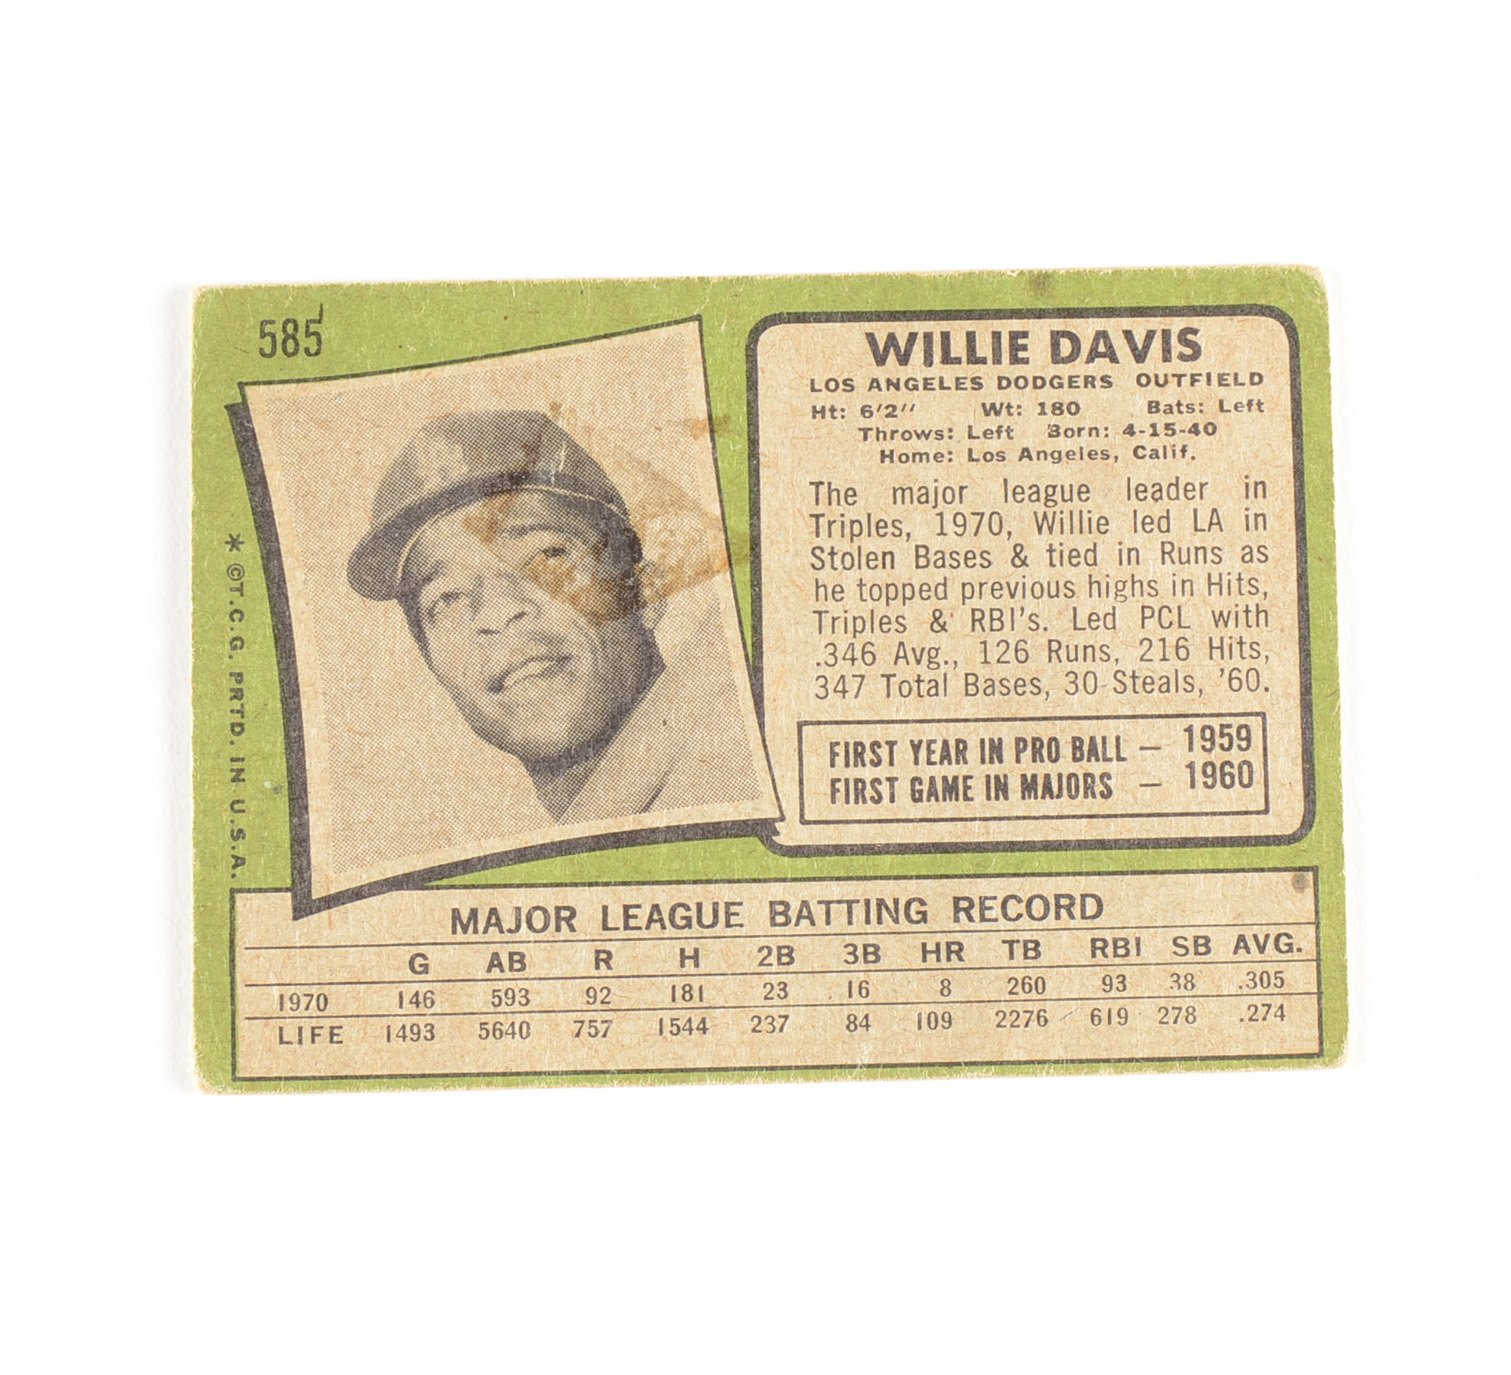 585
WILLIE DAVIS
LOS ANGELES DODGERS OUTFIELD
Ht: 6'2" Wt: 180 Bats: Left
Throws: Left Born: 4-15-40
Home: Los Angeles, Calif.
The major league leader in
Triples, 1970, Willie led LA in
Stolen Bases & tied in Runs as
he topped previous highs in Hits,
Triples & RBI's. Led PCL with
.346 Avg., 126 Runs, 216 Hits,
347 Total Bases, 30 Steals, '60.
FIRST YEAR IN PRO BALL — 1959
FIRST GAME IN MAJORS — 1960
* ©T.C.G. PRTD. IN U.S.A.
MAJOR LEAGUE BATTING RECORD
G AB R H 2B 3B HR TB RBI SB AVG.
1970 146 593 92 181 23 16 8 260 93 38 .305
LIFE 1493 5640 757 1544 237 84 109 2276 619 278 .274